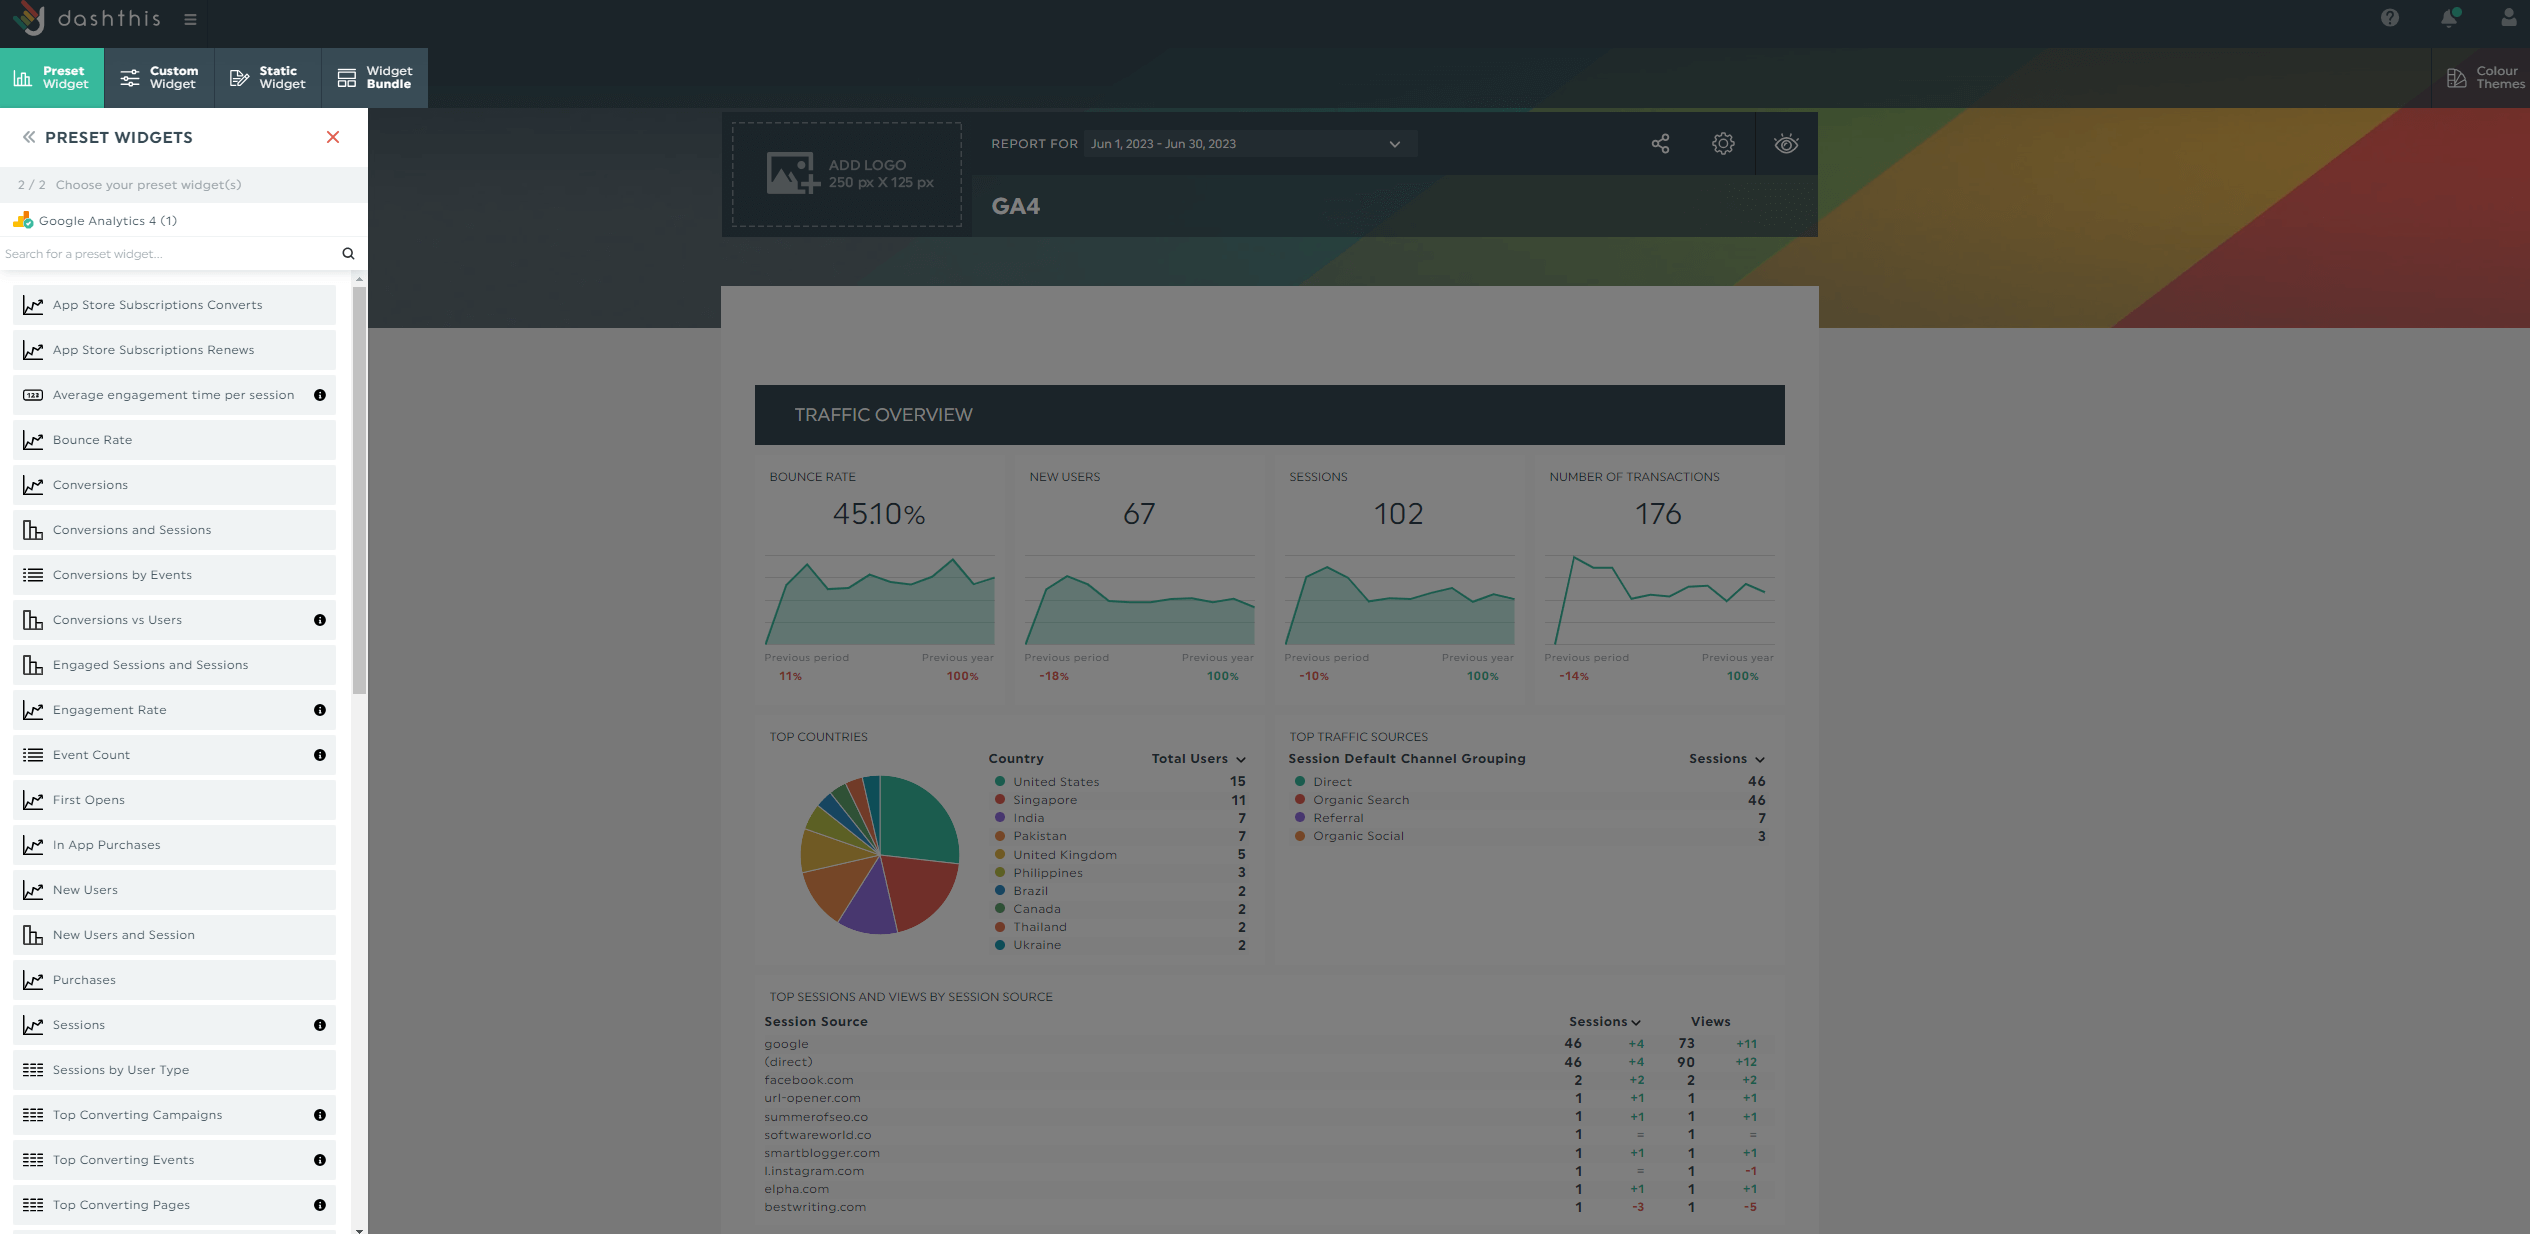 dashthis
Preset Widget
Custom Widget
Static Widget
Widget Bundle
Colour Themes
PRESET WIDGETS
2 / 2 Choose your preset widget(s)
Google Analytics 4 (1)
Search for a preset widget...
App Store Subscriptions Converts
App Store Subscriptions Renews
Average engagement time per session
Bounce Rate
Conversions
Conversions and Sessions
Conversions by Events
Conversions vs Users
Engaged Sessions and Sessions
Engagement Rate
Event Count
First Opens
In App Purchases
New Users
New Users and Session
Purchases
Sessions
Sessions by User Type
Top Converting Campaigns
Top Converting Events
Top Converting Pages
ADD LOGO
250 px X 125 px
REPORT FOR Jun 1, 2023 - Jun 30, 2023
GA4
TRAFFIC OVERVIEW
BOUNCE RATE
45.10%
Previous period Previous year
11% 100%
NEW USERS
67
Previous period Previous year
-18% 100%
SESSIONS
102
Previous period Previous year
-10% 100%
NUMBER OF TRANSACTIONS
176
Previous period Previous year
-14% 100%
TOP COUNTRIES
Country Total Users
United States 15
Singapore 11
India 7
Pakistan 7
United Kingdom 5
Philippines 3
Brazil 2
Canada 2
Thailand 2
Ukraine 2
TOP TRAFFIC SOURCES
Session Default Channel Grouping Sessions
Direct 46
Organic Search 46
Referral 7
Organic Social 3
TOP SESSIONS AND VIEWS BY SESSION SOURCE
Session Source Sessions Views
google 46 +4 73 +11
(direct) 46 +4 90 +12
facebook.com 2 +2 2 +2
url-opener.com 1 +1 1 +1
summerofseo.co 1 +1 1 +1
softwareworld.co 1 = 1 =
smartblogger.com 1 +1 1 +1
l.instagram.com 1 = 1 -1
elpha.com 1 +1 1 +1
bestwriting.com 1 -3 1 -5